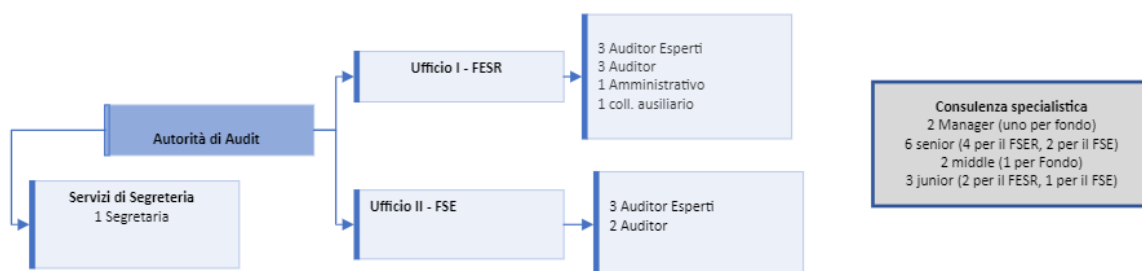 Autorità di Audit
Servizi di Segreteria
1 Segretaria
Ufficio I - FESR
3 Auditor Esperti
3 Auditor
1 Amministrativo
1 coll. ausiliario
Ufficio II - FSE
3 Auditor Esperti
2 Auditor
Consulenza specialistica
2 Manager (uno per fondo)
6 senior (4 per il FSER, 2 per il FSE)
2 middle (1 per Fondo)
3 junior (2 per il FESR, 1 per il FSE)